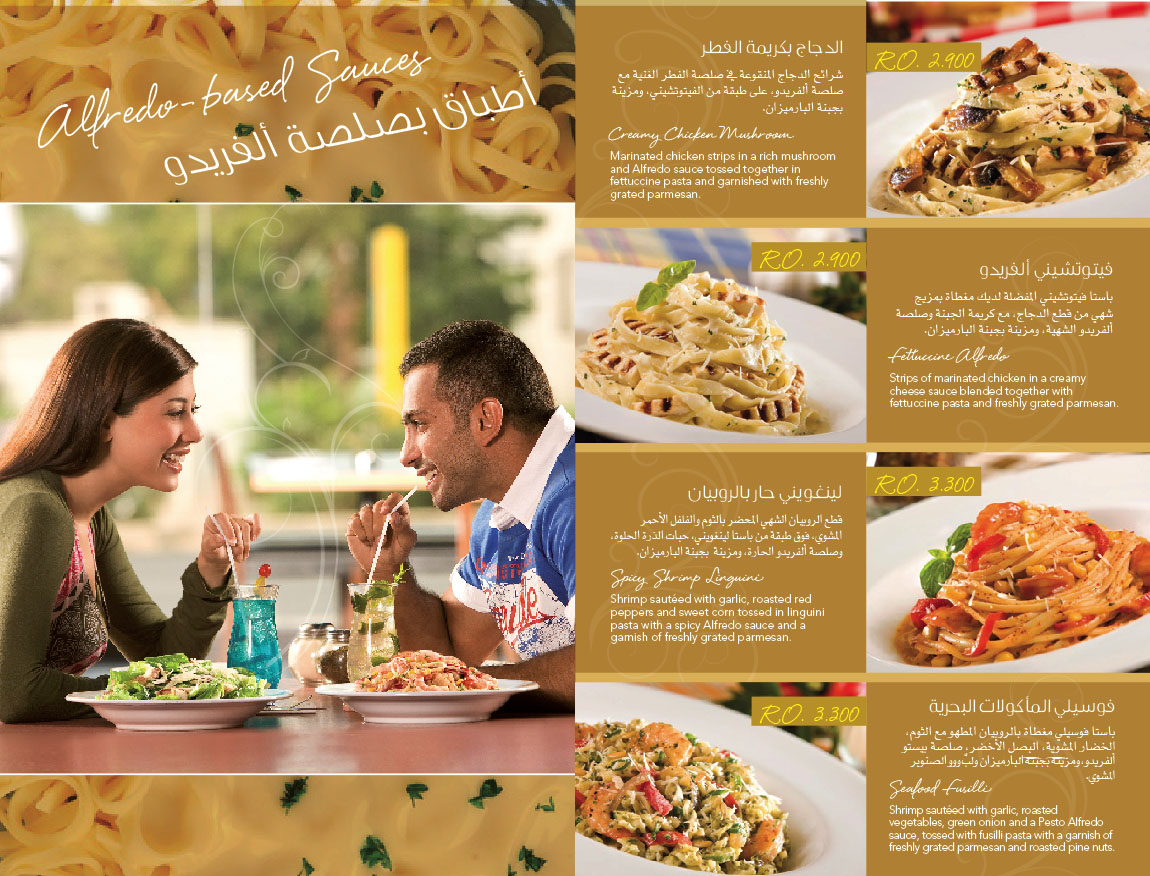 Alfredo-based Sauces
أطباق بصلصة ألفريدو
الدجاج بكريمة الفطر
شرائح الدجاج المنقوعة في صلصة الفطر الغنية مع
صلصة ألفريدو، على طبقة من الفيتوتشيني، ومزينة
بجبنة البارميزان.
Creamy Chicken Mushroom
Marinated chicken strips in a rich mushroom
and Alfredo sauce tossed together in
fettuccine pasta and garnished with freshly
grated parmesan.
R.O. 2.900
R.O. 2.900
فيتوتشيني ألفريدو
باستا فيتوتشيني المفضلة لديك مغطاة بمزيج
شهي من قطع الدجاج، مع كريمة الجبنة وصلصة
ألفريدو الشهية، ومزينة بجبنة البارميزان.
Fettuccine Alfredo
Strips of marinated chicken in a creamy
cheese sauce blended together with
fettuccine pasta and freshly grated parmesan.
لينغويني حار بالروبيان
قطع الروبيان الشهي المحضر بالثوم والفلفل الأحمر
المشوي، فوق طبقة من باستا لينغويني، حبات الذرة الحلوة،
وصلصة ألفريدو الحارة، ومزينة بجبنة البارميزان.
Spicy Shrimp Linguini
Shrimp sautéed with garlic, roasted red
peppers and sweet corn tossed in linguini
pasta with a spicy Alfredo sauce and a
garnish of freshly grated parmesan.
R.O. 3.300
R.O. 3.300
فوسيلي المأكولات البحرية
باستا فوسيلي مغطاة بالروبيان المطهو مع الثوم،
الخضار المشوية، البصل الأخضر، صلصة بيستو
ألفريدو،ومزينة بجبنة البارميزان ولب الصنوبر
المشوي.
Seafood Fusilli
Shrimp sautéed with garlic, roasted
vegetables, green onion and a Pesto Alfredo
sauce, tossed with fusilli pasta with a garnish of
freshly grated parmesan and roasted pine nuts.